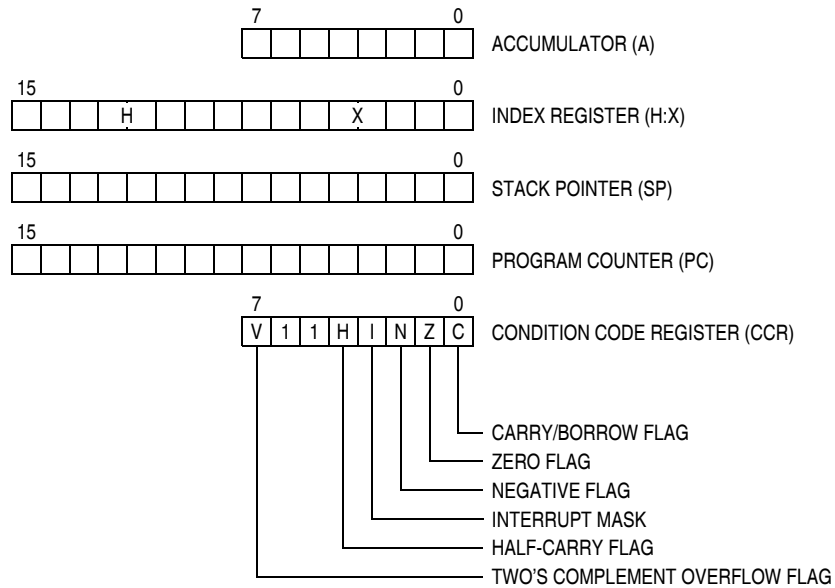 7 0
ACCUMULATOR (A)
15 0
H X INDEX REGISTER (H:X)
15 0
STACK POINTER (SP)
15 0
PROGRAM COUNTER (PC)
7 0
V 1 1 H I N Z C CONDITION CODE REGISTER (CCR)
CARRY/BORROW FLAG
ZERO FLAG
NEGATIVE FLAG
INTERRUPT MASK
HALF-CARRY FLAG
TWO'S COMPLEMENT OVERFLOW FLAG